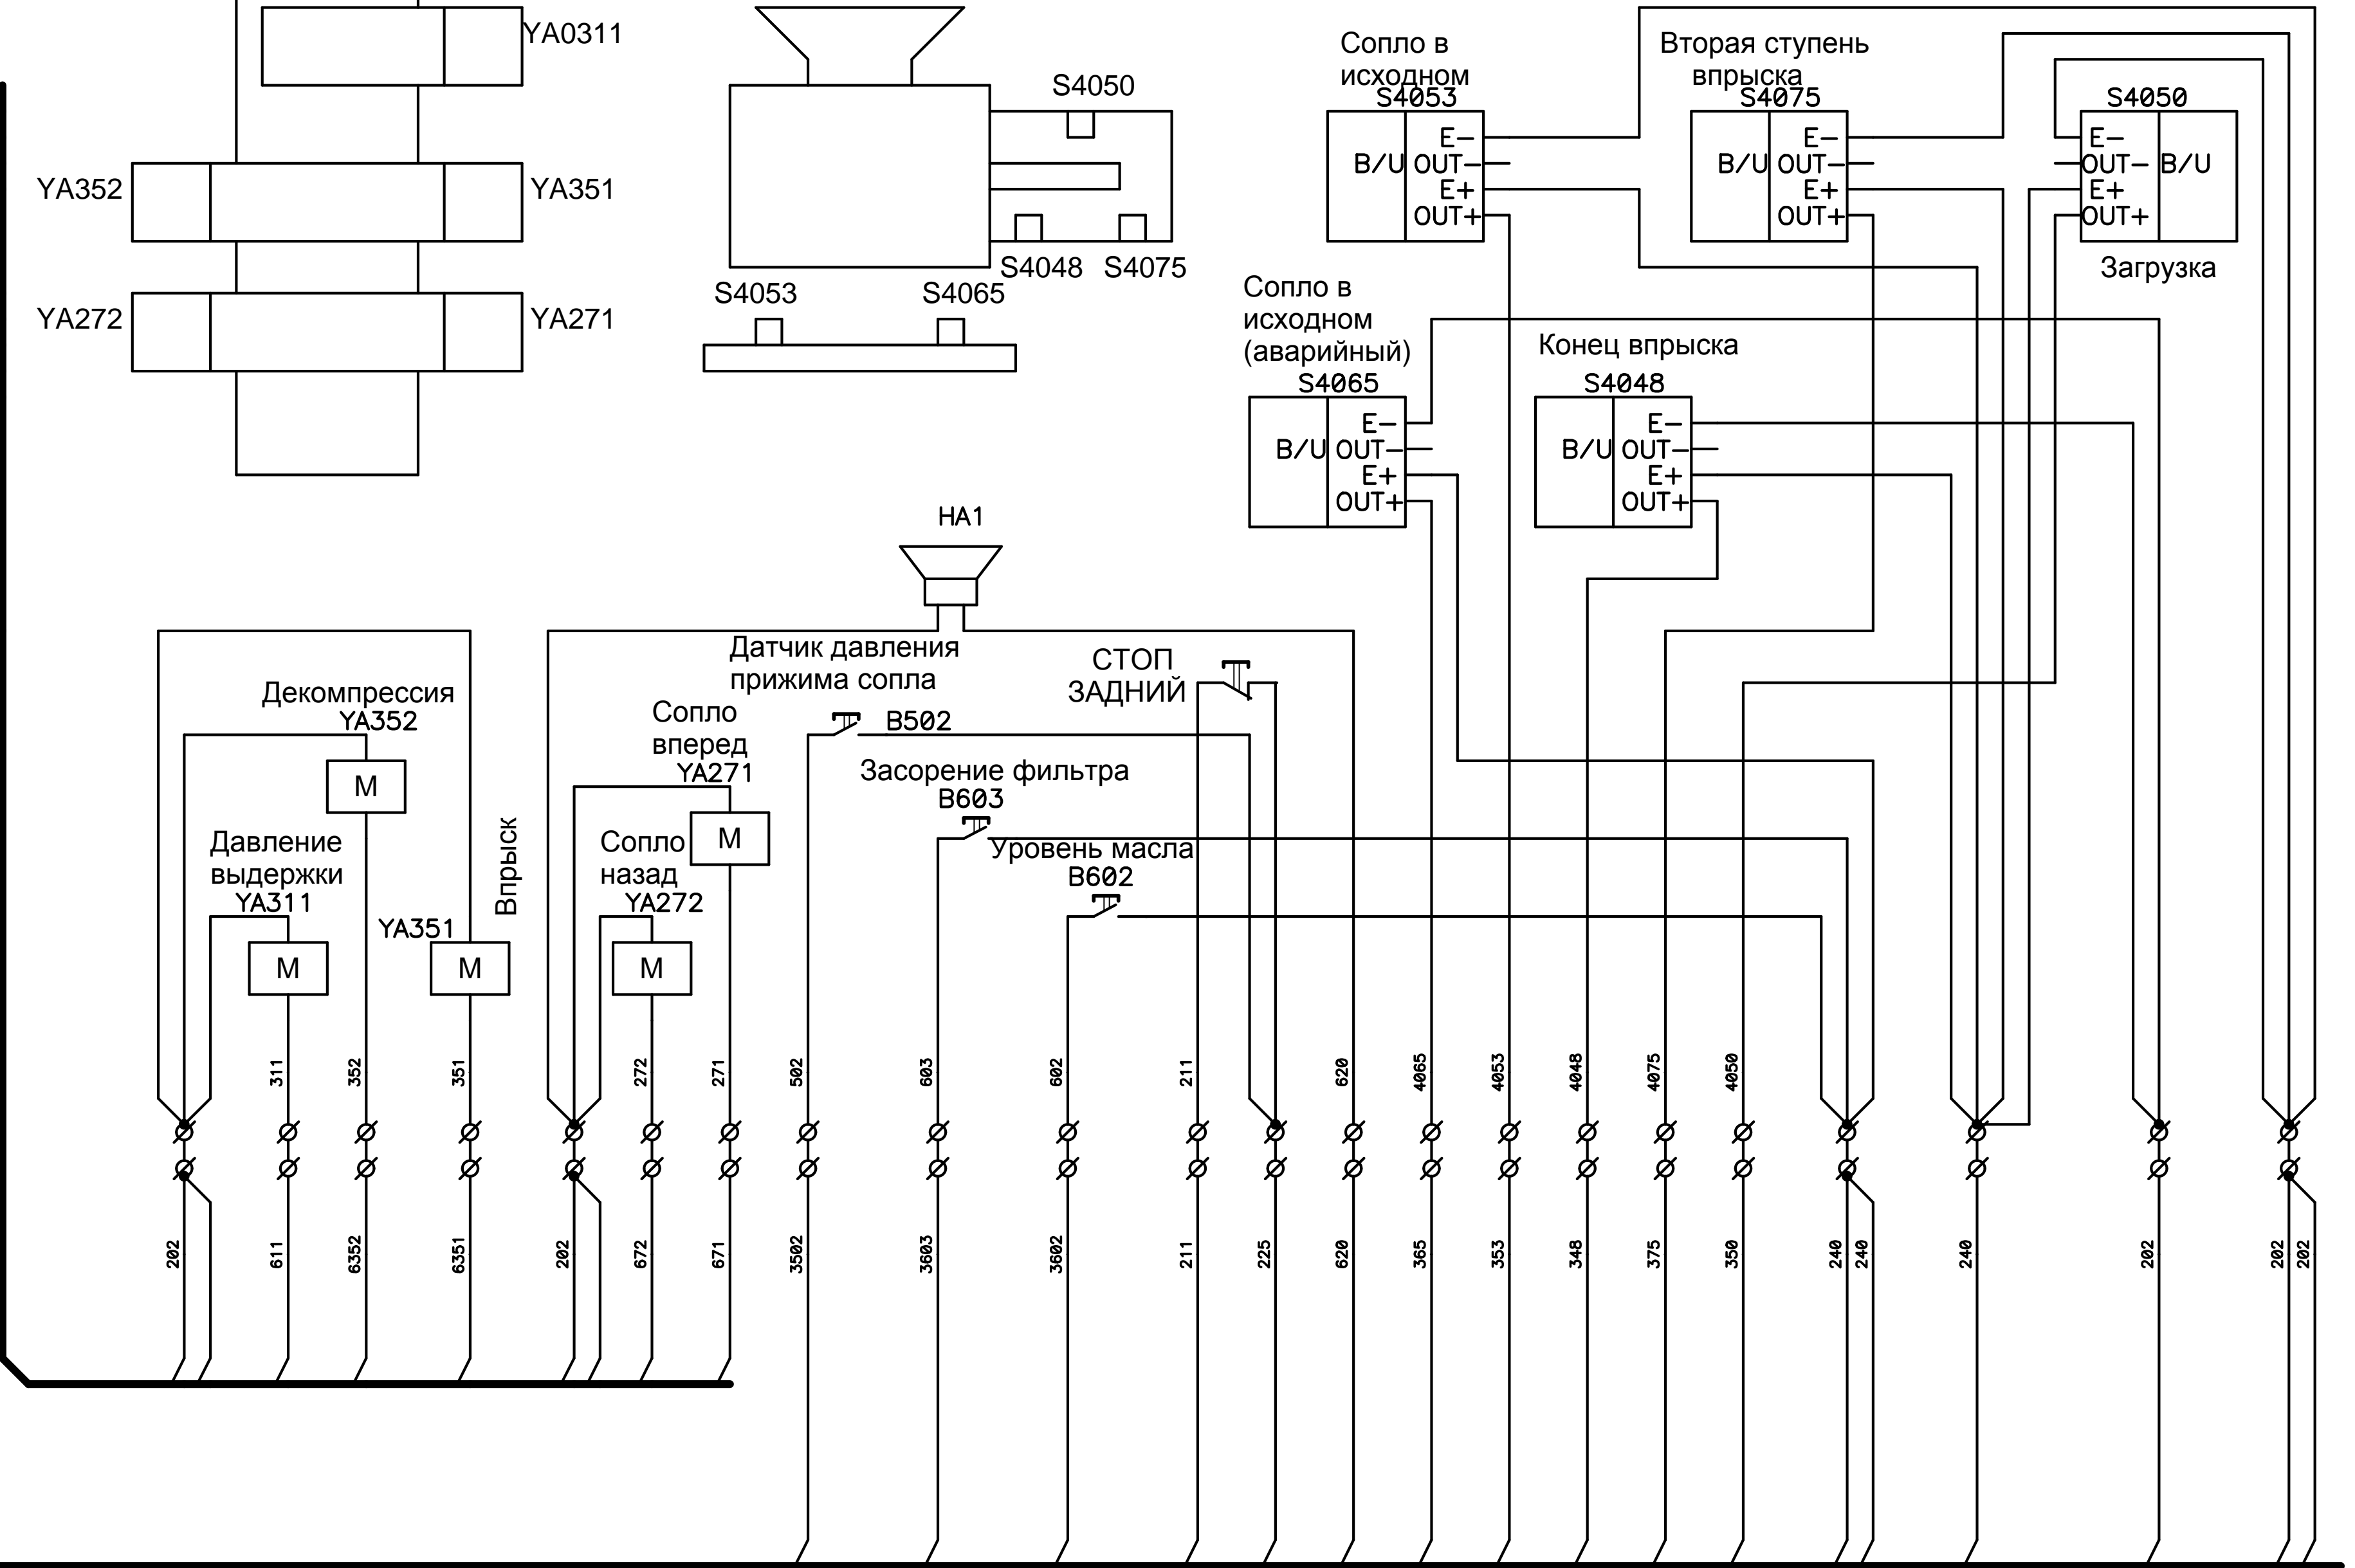 YA0311
YA352
YA351
YA272
YA271
S4050
S4048
S4075
S4053
S4065
Сопло в
исходном
S4053
B/U
E-
OUT-
E+
OUT+
Вторая ступень
впрыска
S4075
B/U
E-
OUT-
E+
OUT+
S4050
E-
OUT-
E+
OUT+
B/U
Загрузка
Сопло в
исходном
(аварийный)
S4065
B/U
E-
OUT-
E+
OUT+
Конец впрыска
S4048
B/U
E-
OUT-
E+
OUT+
HA1
Датчик давления
прижима сопла
B502
СТОП
ЗАДНИЙ
Декомпрессия
YA352
M
Сопло
вперед
YA271
M
Засорение фильтра
B603
Давление
выдержки
YA311
M
YA351
M
Впрыск
Сопло
назад
YA272
M
Уровень масла
B602
311
352
351
272
271
502
603
602
211
620
4065
4053
4048
4075
4050
202
611
6352
6351
202
672
671
3502
3603
3602
211
225
620
365
353
348
375
350
240
240
240
202
202
202